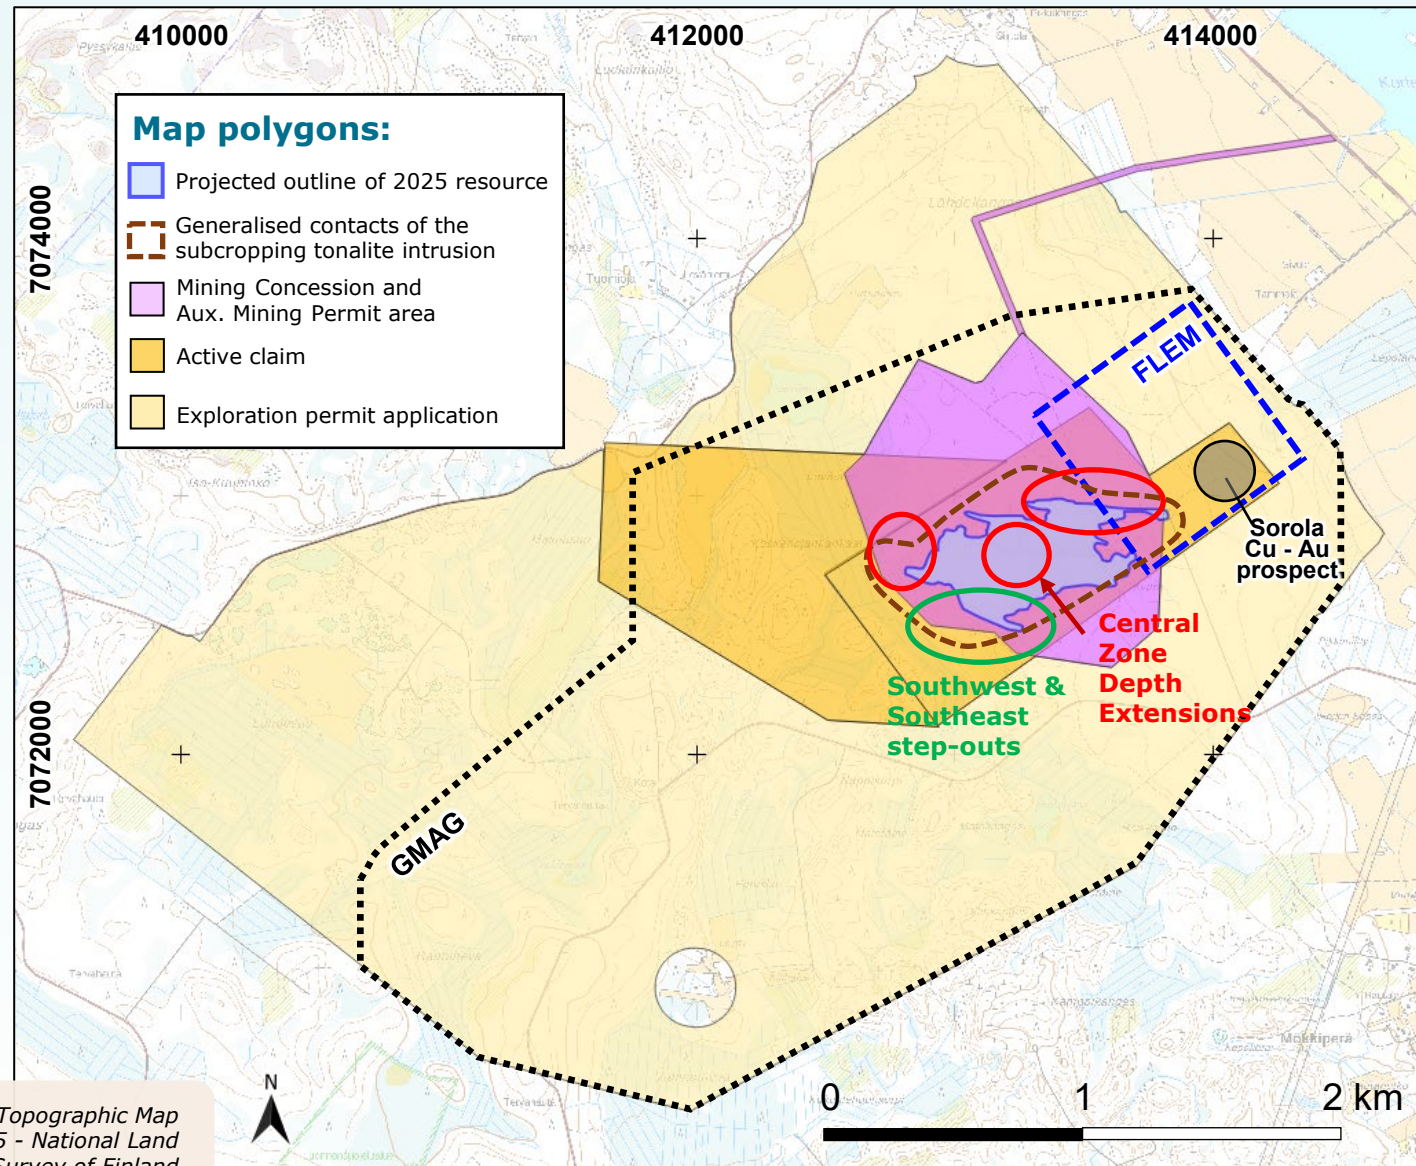 410000
412000
414000
7074000
7072000
Map polygons:
Projected outline of 2025 resource
Generalised contacts of the
subcropping tonalite intrusion
Mining Concession and
Aux. Mining Permit area
Active claim
Exploration permit application
FLEM
Sorola
Cu - Au
prospect
Central
Zone
Depth
Extensions
Southwest &
Southeast
step-outs
GMAG
Mökkiperä
N
0 1 2 km
Topographic Map
- National Land
Survey of Finland